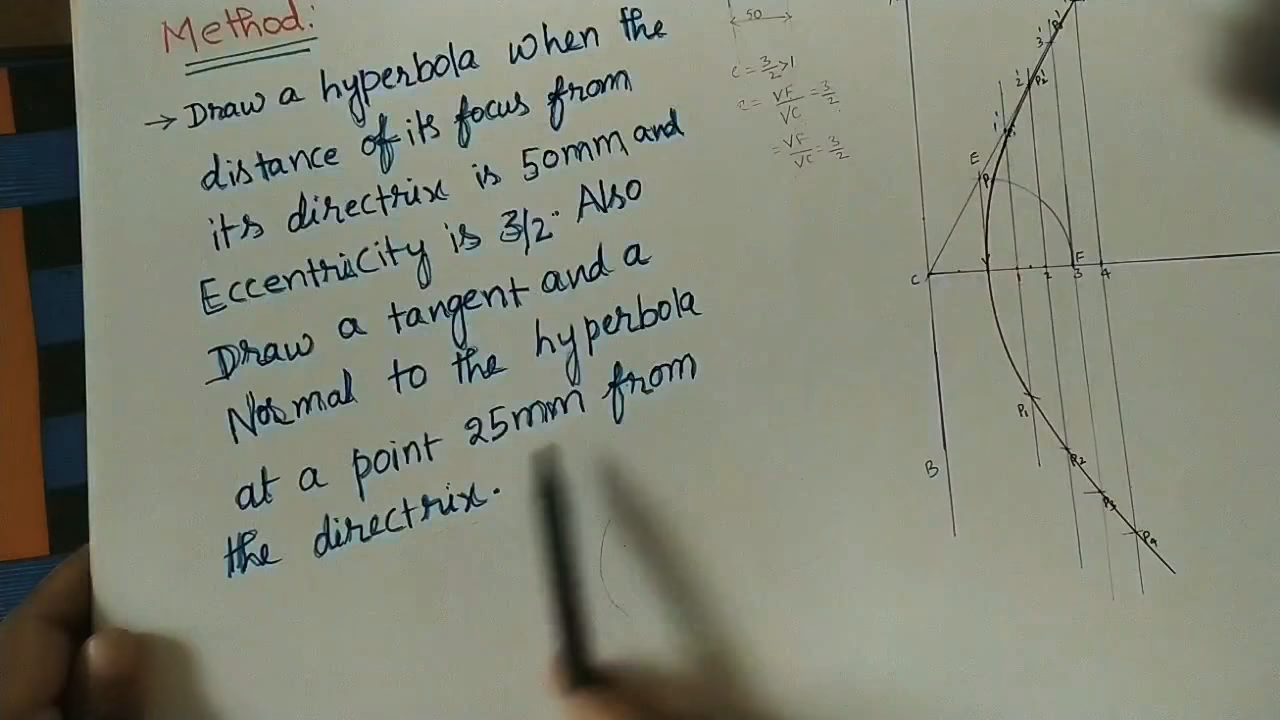 Method:
→ Draw a hyperbola when the
distance of its focus from
its directrix is 50mm and
Eccentricity is 3/2. Also
Draw a tangent and a
Normal to the hyperbola
at a point 25mm from
the directrix.
50
e = 3/2 > 1
e = VF/VC = 3/2
= VF/VC = 3/2
E
C
1 2 3 4
F
B
P1
P2
P3
P4